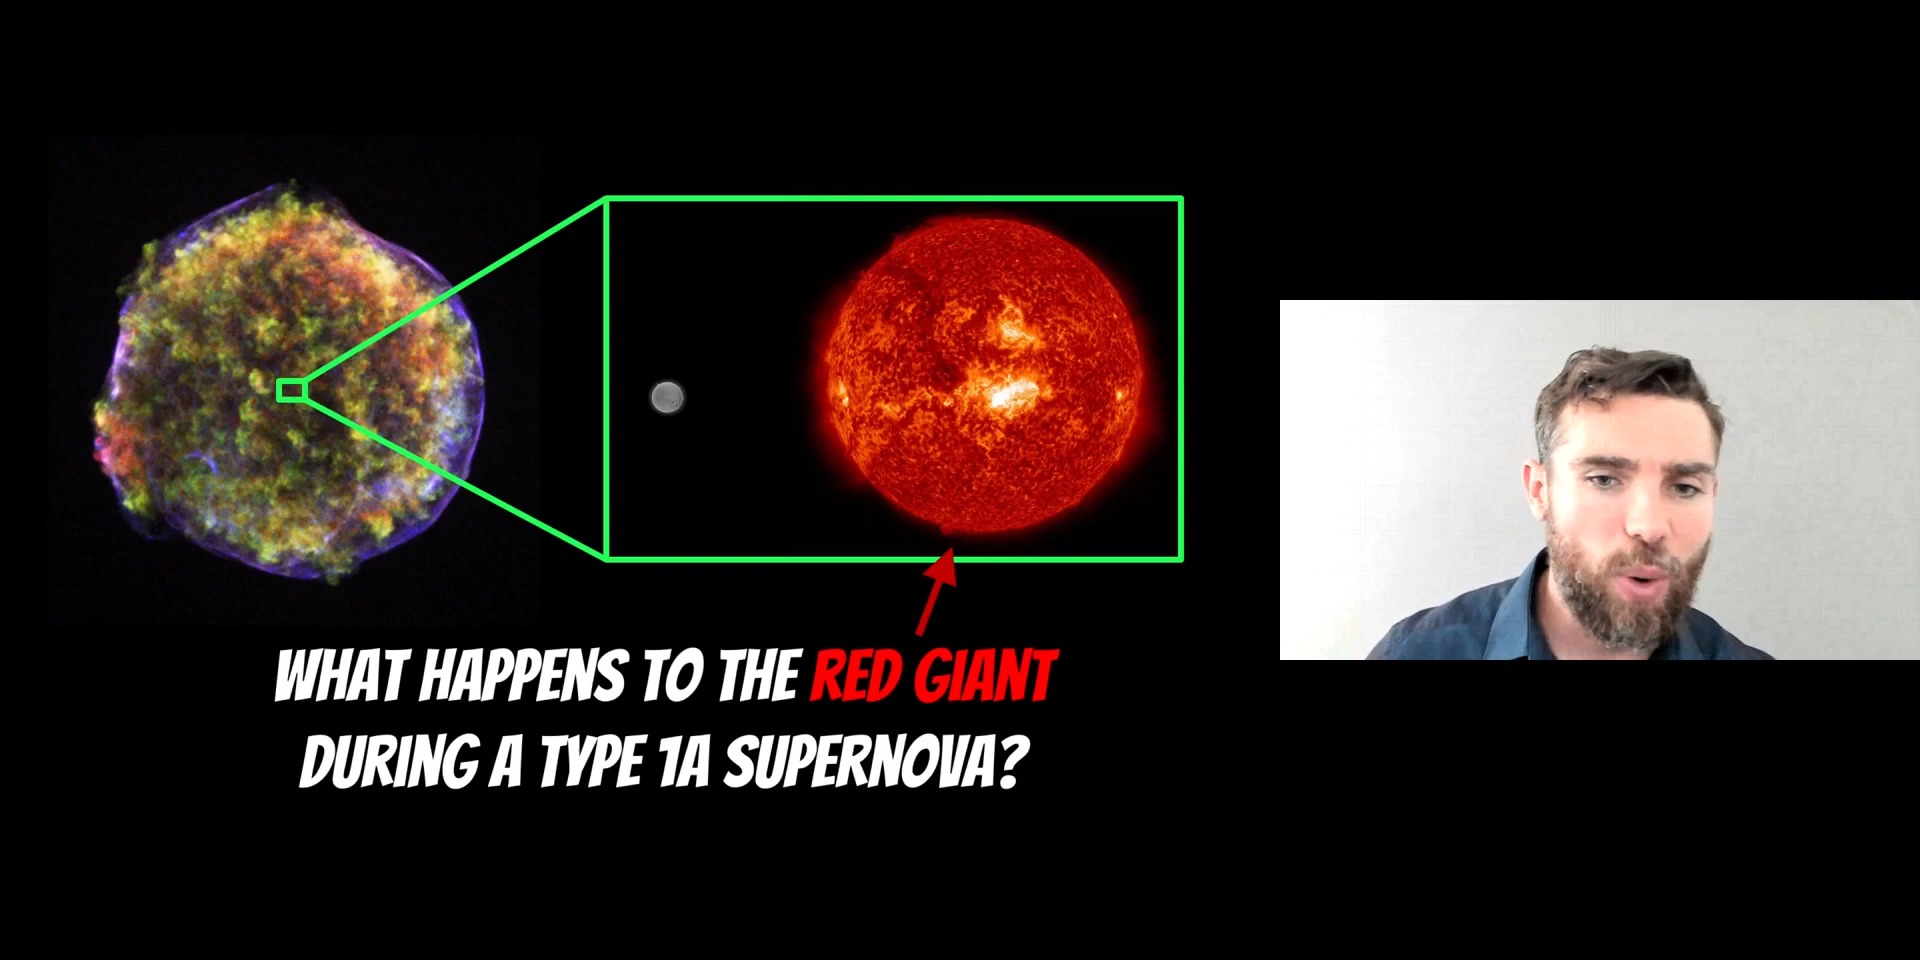 WHAT HAPPENS TO THE RED GIANT
DURING A TYPE 1A SUPERNOVA?